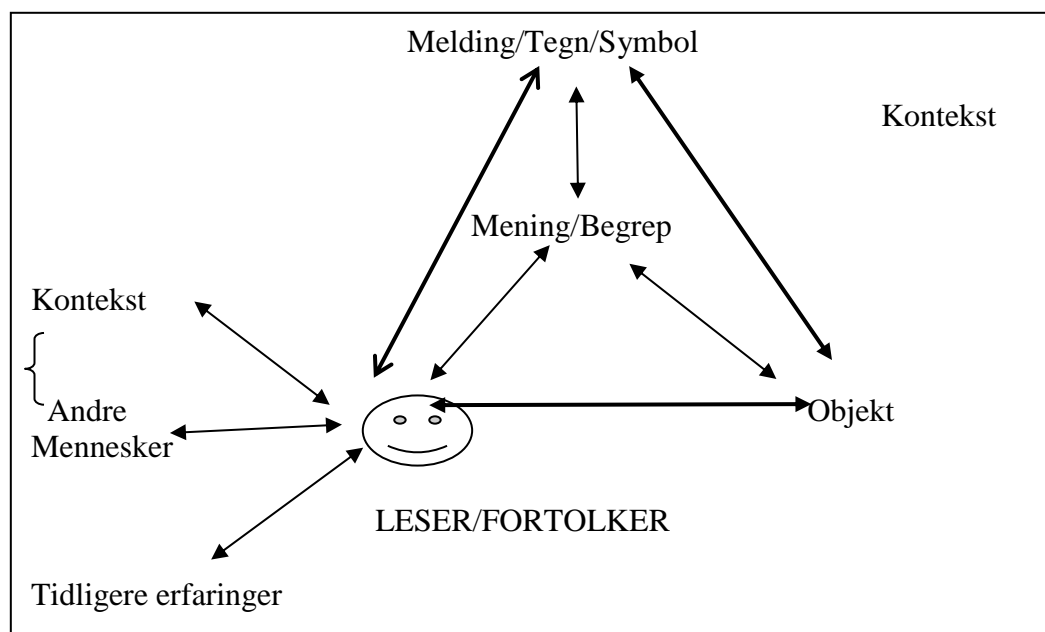 Melding/Tegn/Symbol
Kontekst
Mening/Begrep
Kontekst
Andre
Mennesker
Objekt
LESER/FORTOLKER
Tidligere erfaringer